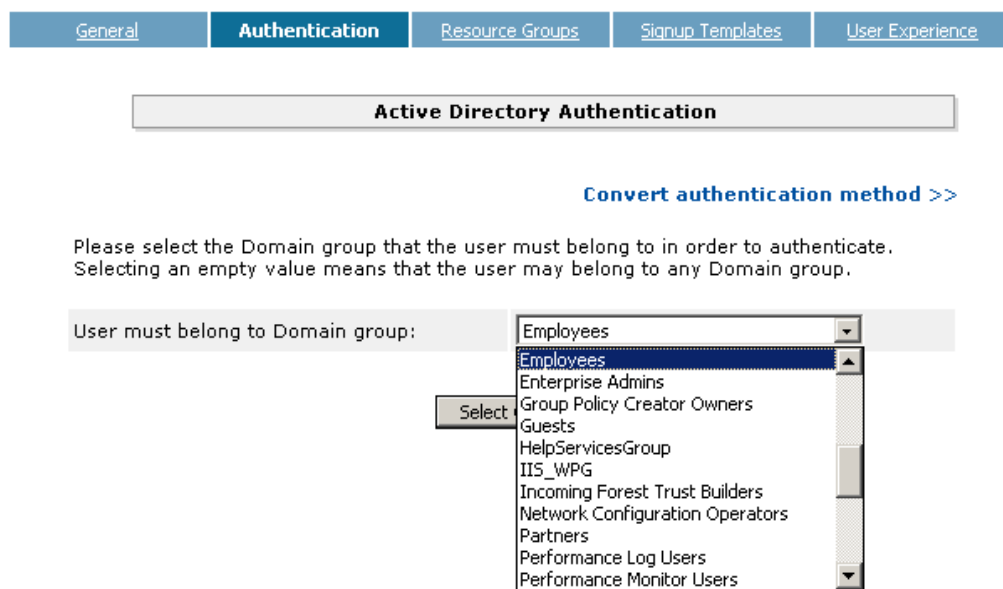 General Authentication Resource Groups Signup Templates User Experience
Active Directory Authentication
Convert authentication method >>
Please select the Domain group that the user must belong to in order to authenticate.
Selecting an empty value means that the user may belong to any Domain group.
User must belong to Domain group: Employees
Employees
Enterprise Admins
Group Policy Creator Owners
Select
Guests
HelpServicesGroup
IIS_WPG
Incoming Forest Trust Builders
Network Configuration Operators
Partners
Performance Log Users
Performance Monitor Users